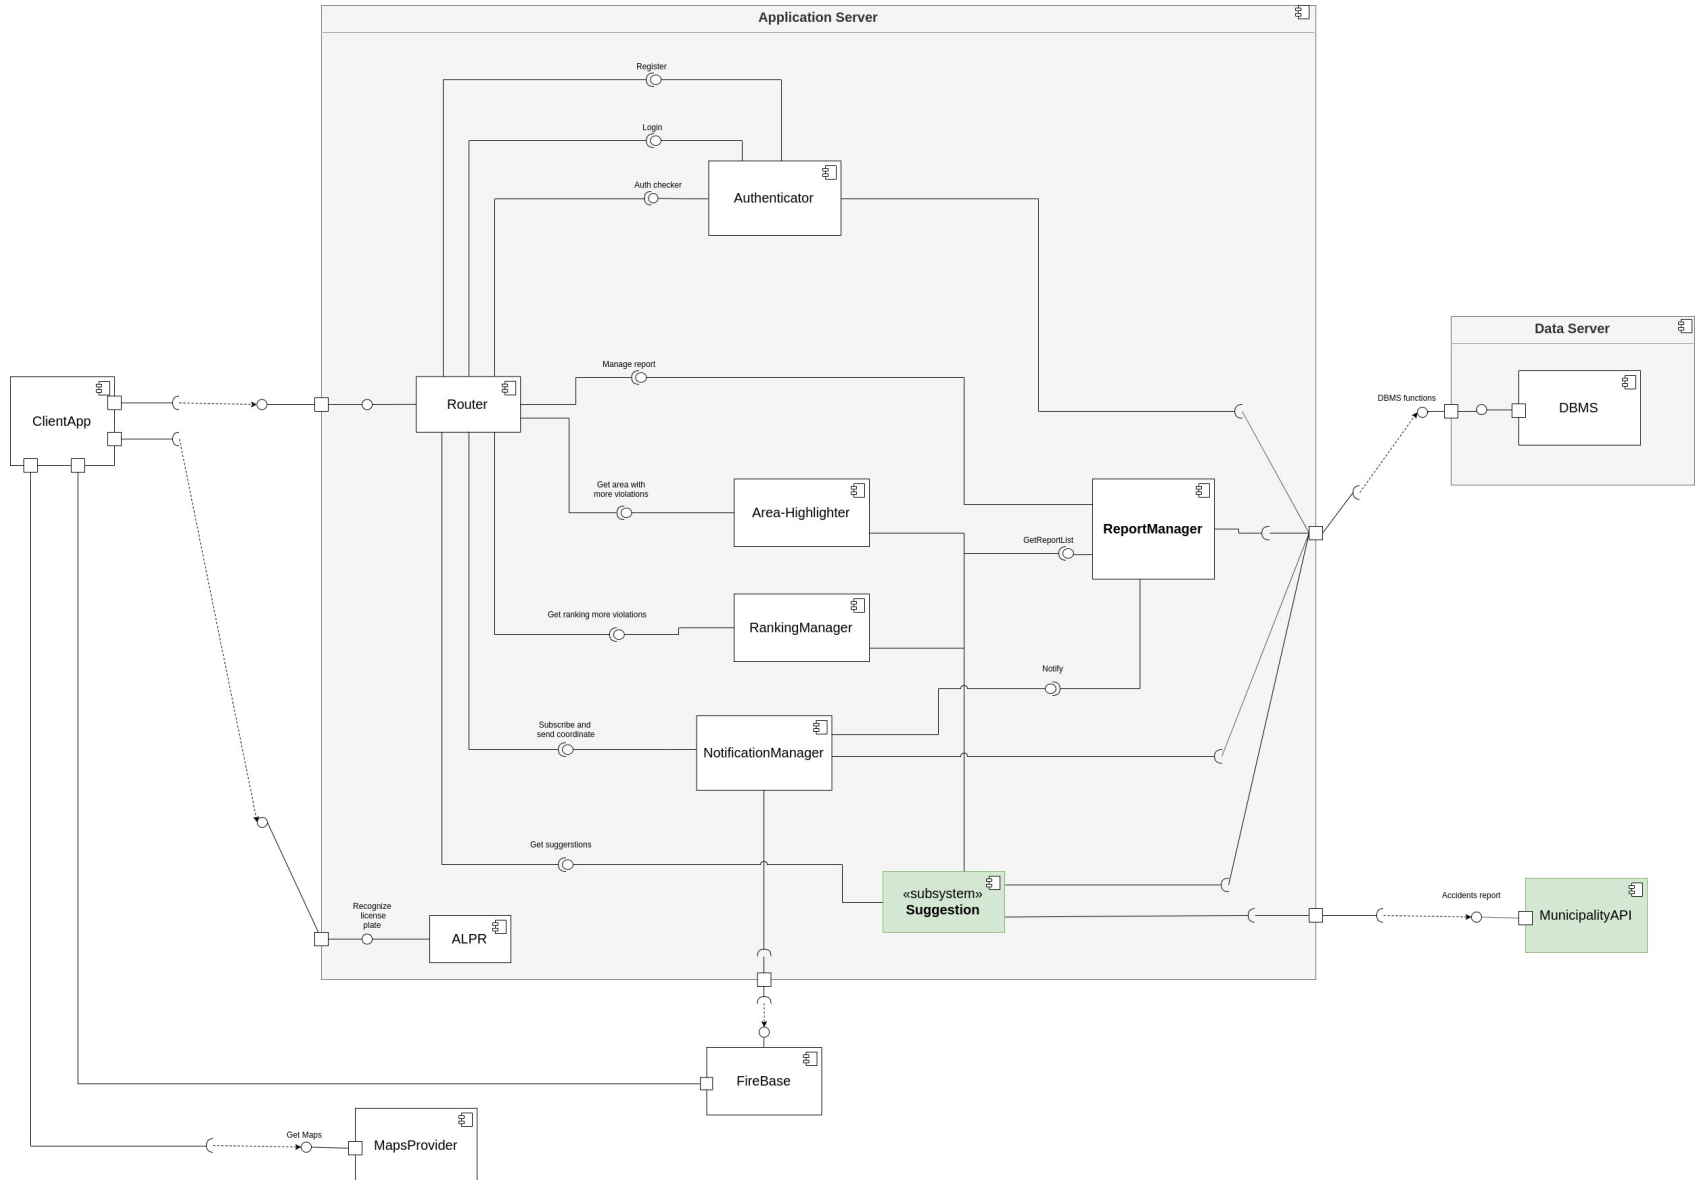 Application Server
Register
Login
Auth checker
Authenticator
Manage report
Router
ClientApp
Data Server
DBMS functions
DBMS
Get area with
more violations
Area-Highlighter
ReportManager
GetReportList
Get ranking more violations
RankingManager
Notify
Subscribe and
send coordinate
NotificationManager
Get suggerstions
«subsystem»
Suggestion
Accidents report
MunicipalityAPI
Recognize
license
plate
ALPR
FireBase
Get Maps
MapsProvider